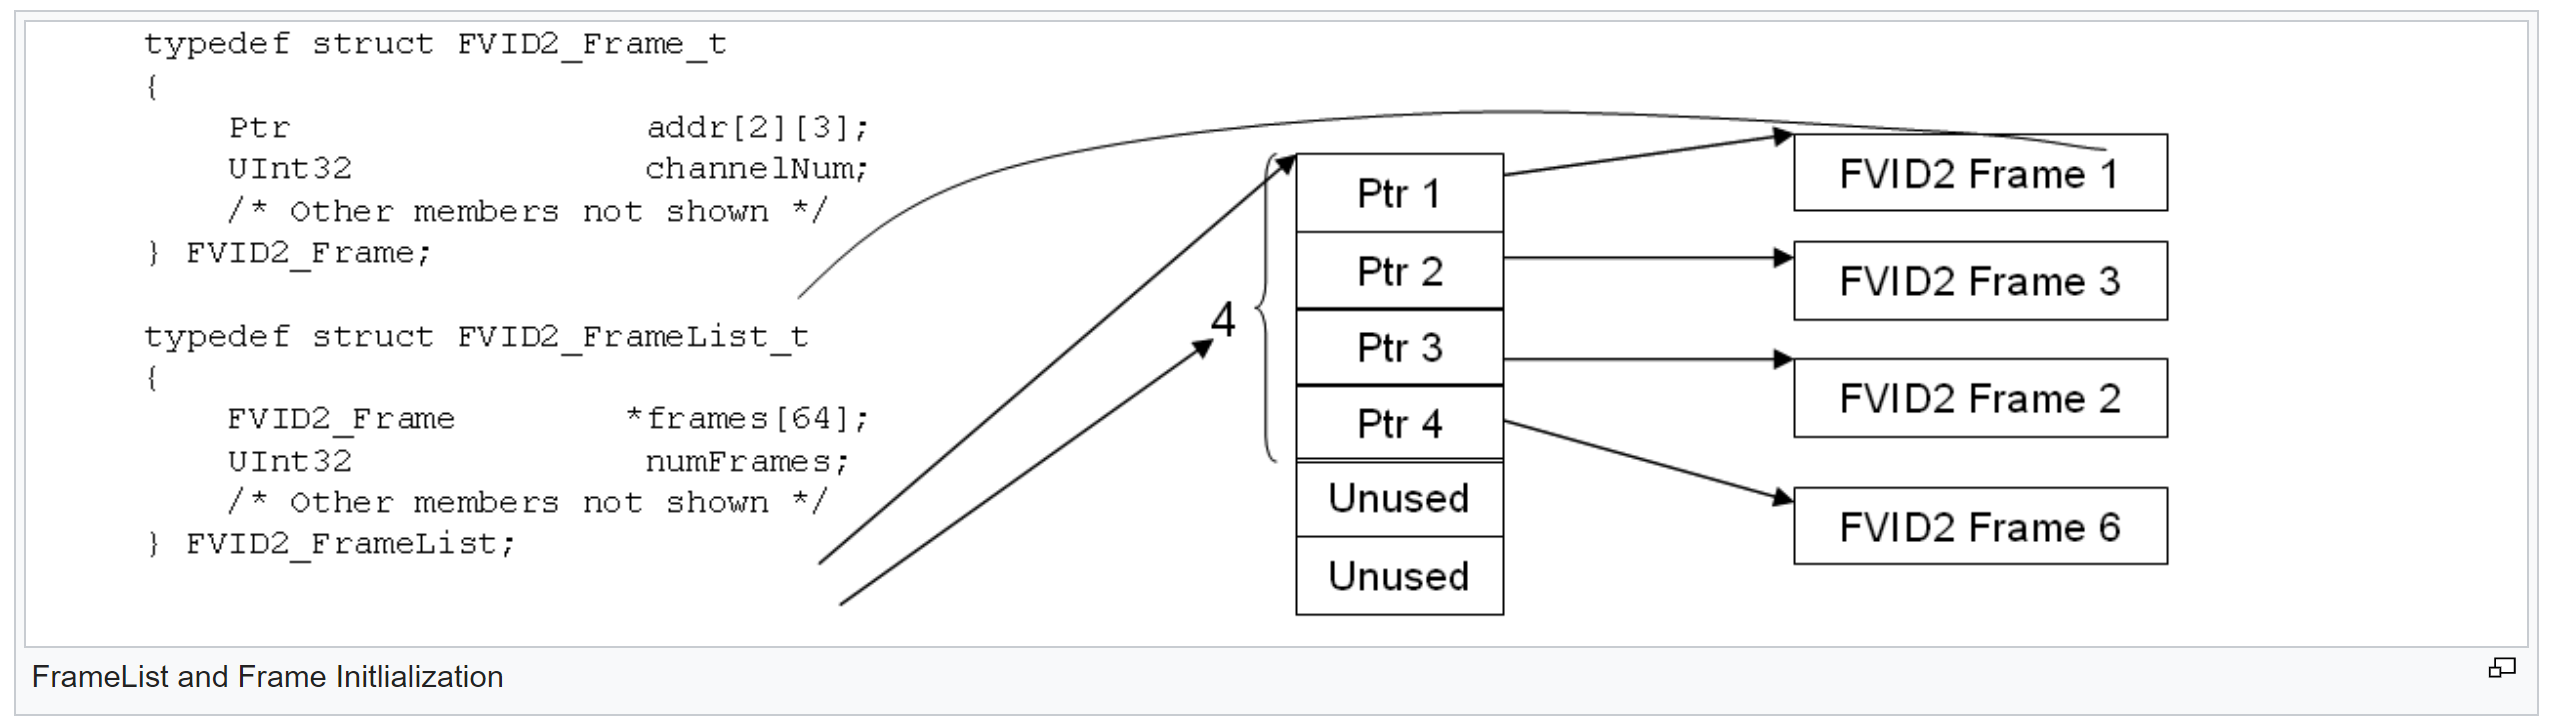 typedef struct FVID2_Frame_t
{
Ptr addr[2][3];
UInt32 channelNum;
/* Other members not shown */
} FVID2_Frame;
typedef struct FVID2_FrameList_t
{
FVID2_Frame *frames[64];
UInt32 numFrames;
/* Other members not shown */
} FVID2_FrameList;
4
Ptr 1
Ptr 2
Ptr 3
Ptr 4
Unused
Unused
FVID2 Frame 1
FVID2 Frame 3
FVID2 Frame 2
FVID2 Frame 6
FrameList and Frame Initlialization